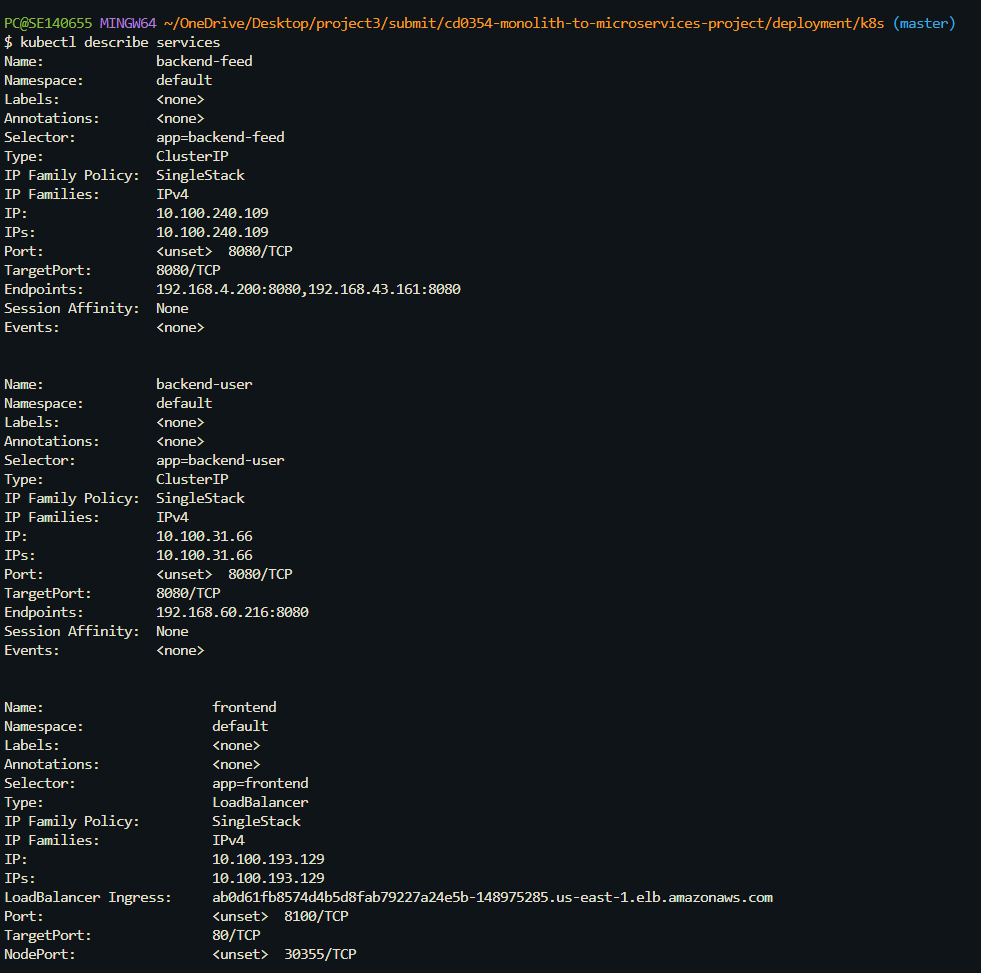 PC@SE140655 MINGW64 ~/OneDrive/Desktop/project3/submit/cd0354-monolith-to-microservices-project/deployment/k8s (master)
$ kubectl describe services
Name:              backend-feed
Namespace:         default
Labels:            <none>
Annotations:       <none>
Selector:          app=backend-feed
Type:              ClusterIP
IP Family Policy:  SingleStack
IP Families:       IPv4
IP:                10.100.240.109
IPs:               10.100.240.109
Port:              <unset>  8080/TCP
TargetPort:        8080/TCP
Endpoints:         192.168.4.200:8080,192.168.43.161:8080
Session Affinity:  None
Events:            <none>

Name:              backend-user
Namespace:         default
Labels:            <none>
Annotations:       <none>
Selector:          app=backend-user
Type:              ClusterIP
IP Family Policy:  SingleStack
IP Families:       IPv4
IP:                10.100.31.66
IPs:               10.100.31.66
Port:              <unset>  8080/TCP
TargetPort:        8080/TCP
Endpoints:         192.168.60.216:8080
Session Affinity:  None
Events:            <none>

Name:                     frontend
Namespace:                default
Labels:                   <none>
Annotations:              <none>
Selector:                 app=frontend
Type:                     LoadBalancer
IP Family Policy:         SingleStack
IP Families:              IPv4
IP:                       10.100.193.129
IPs:                      10.100.193.129
LoadBalancer Ingress:     ab0d61fb8574d4b5d8fab79227a24e5b-148975285.us-east-1.elb.amazonaws.com
Port:                     <unset>  8100/TCP
TargetPort:               80/TCP
NodePort:                 <unset>  30355/TCP